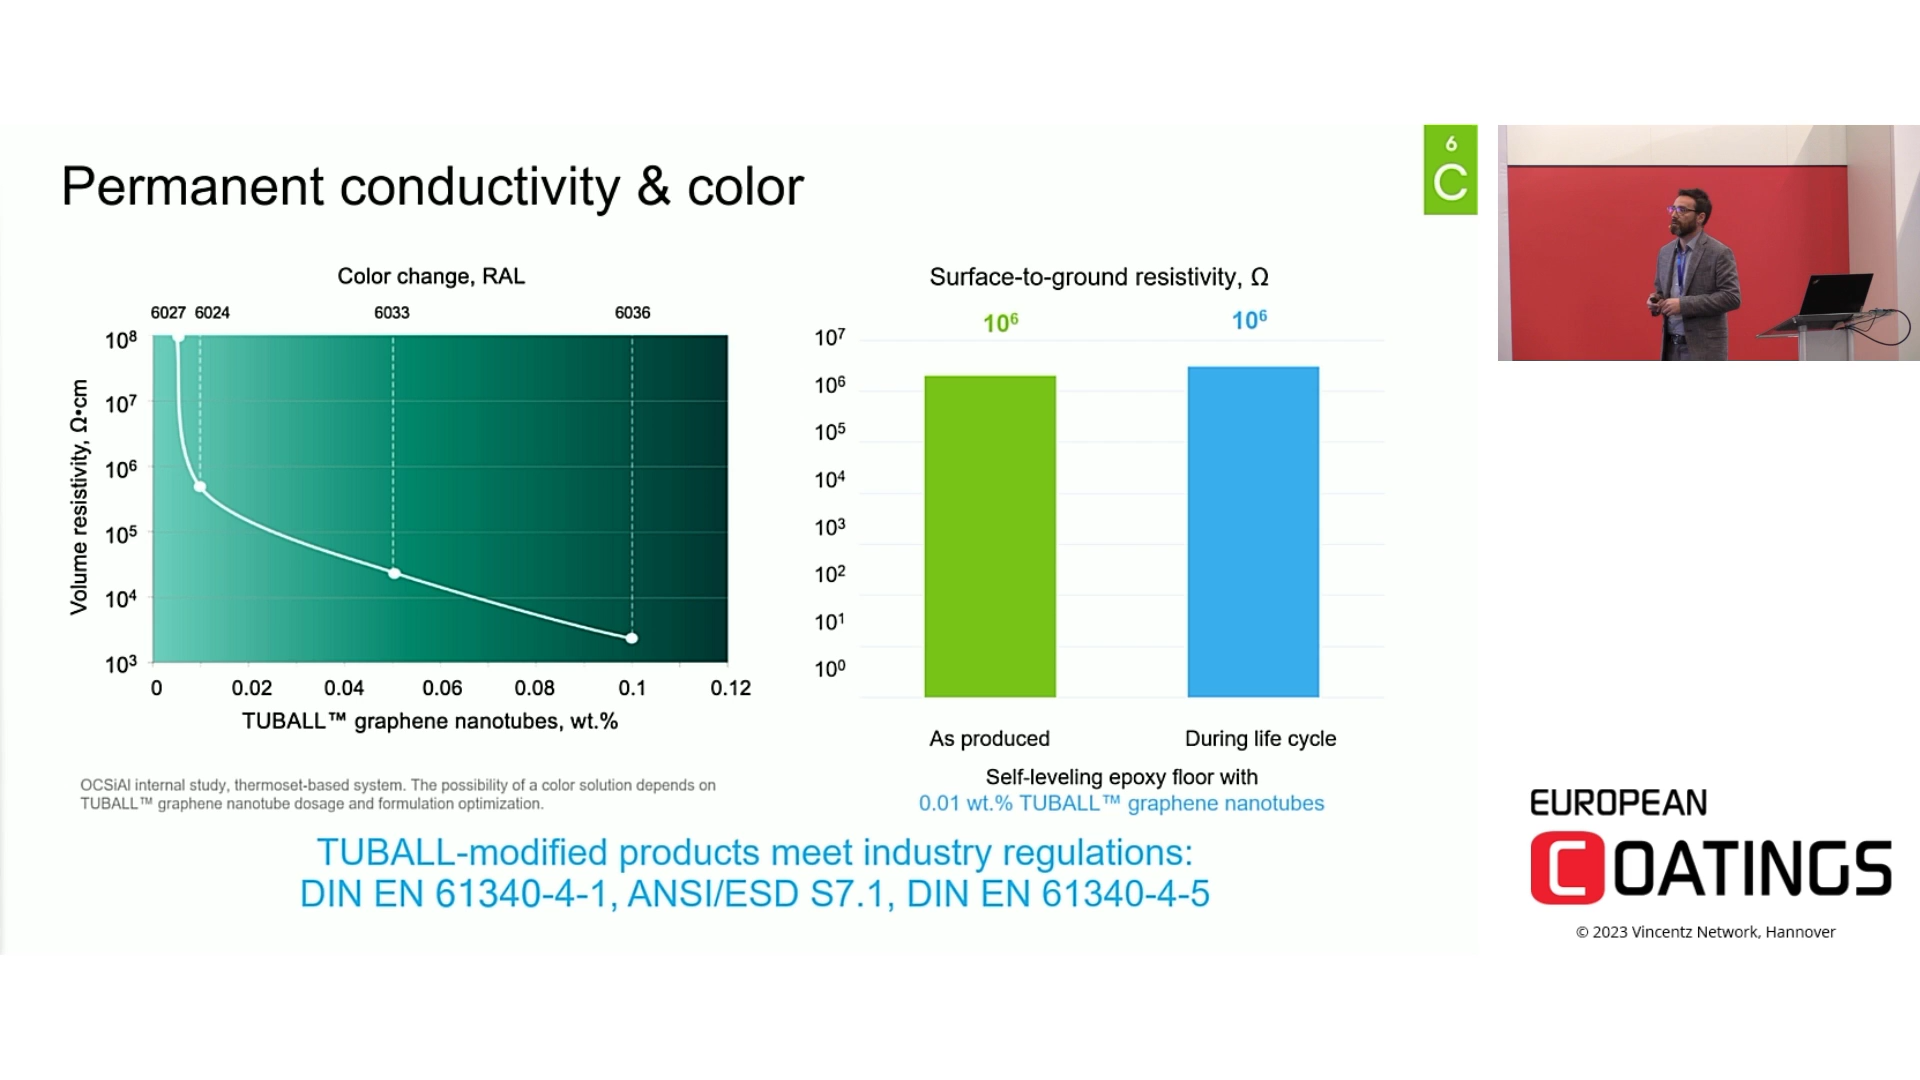 Permanent conductivity & color
6
C
Color change, RAL
6027 6024 6033 6036
10⁸
10⁷
10⁶
10⁵
10⁴
10³
Volume resistivity, Ω•cm
0 0.02 0.04 0.06 0.08 0.1 0.12
TUBALL™ graphene nanotubes, wt.%
OCSiAl internal study, thermoset-based system. The possibility of a color solution depends on
TUBALL™ graphene nanotube dosage and formulation optimization.
Surface-to-ground resistivity, Ω
10⁶ 10⁶
10⁷
10⁶
10⁵
10⁴
10³
10²
10¹
10⁰
As produced During life cycle
Self-leveling epoxy floor with
0.01 wt.% TUBALL™ graphene nanotubes
TUBALL-modified products meet industry regulations:
DIN EN 61340-4-1, ANSI/ESD S7.1, DIN EN 61340-4-5
EUROPEAN
COATINGS
© 2023 Vincentz Network, Hannover